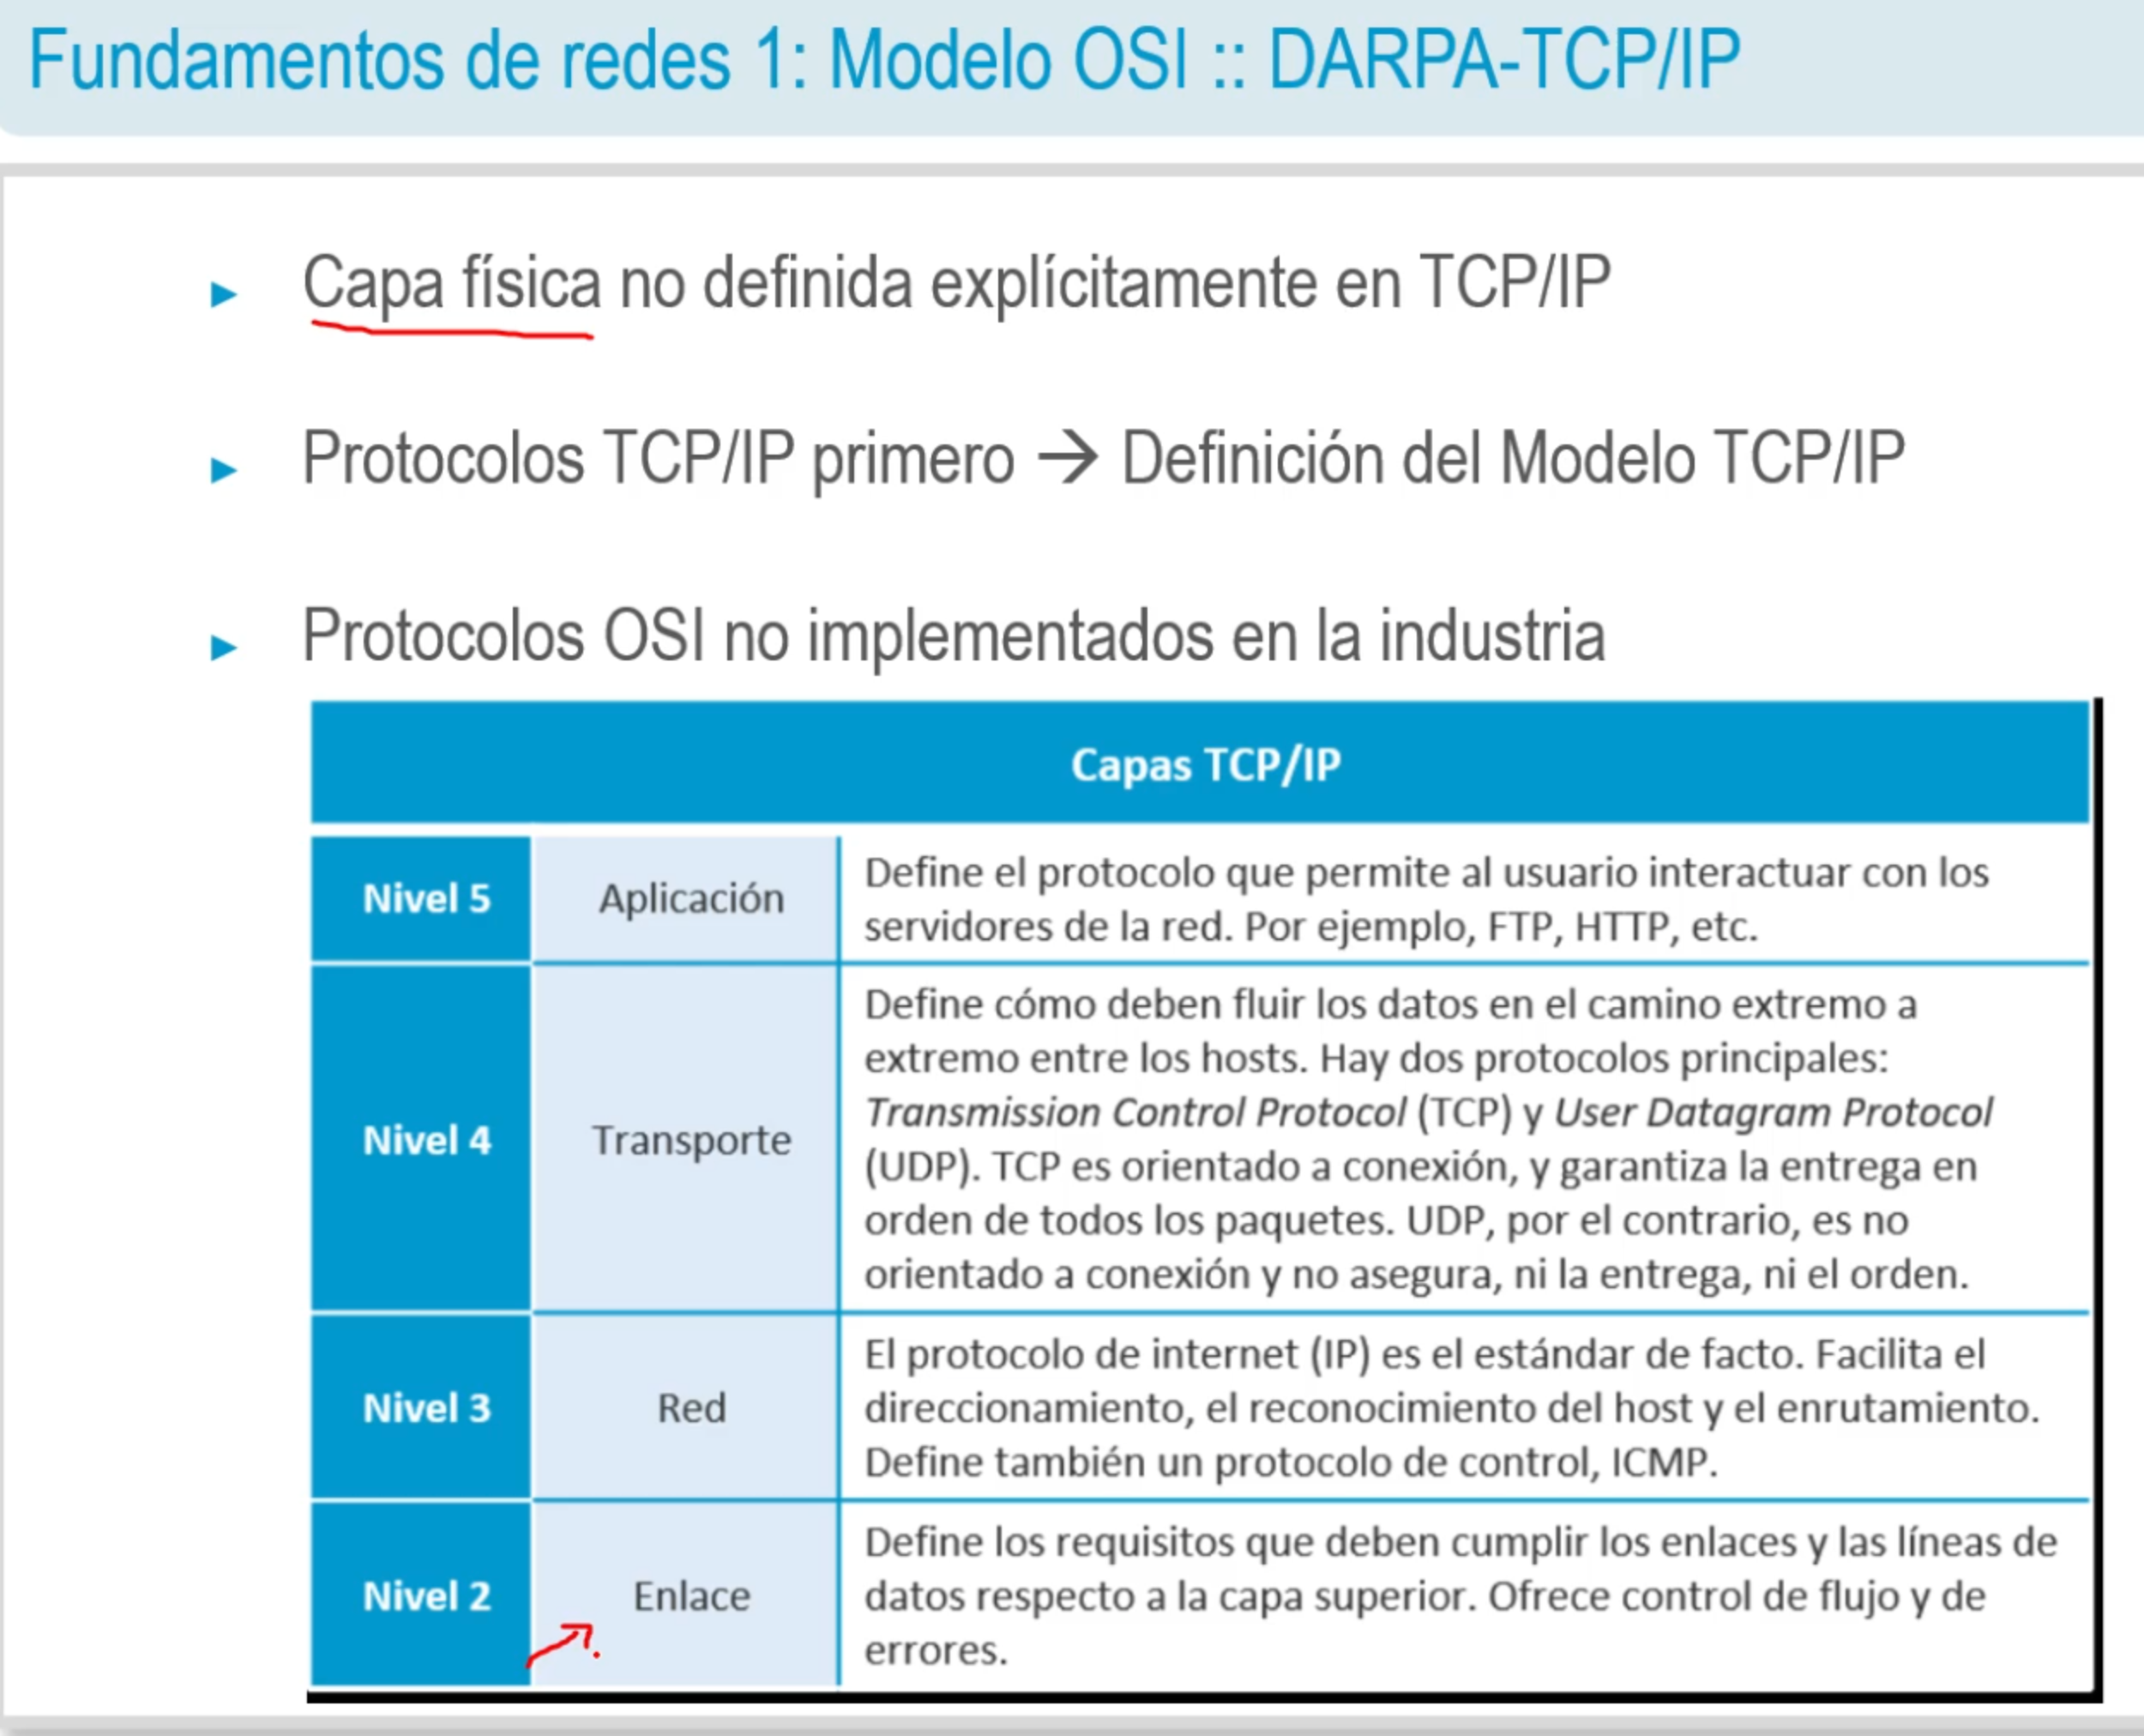 Fundamentos de redes 1: Modelo OSI :: DARPA-TCP/IP
Capa física no definida explícitamente en TCP/IP
Protocolos TCP/IP primero → Definición del Modelo TCP/IP
Protocolos OSI no implementados en la industria
Capas TCP/IP
Nivel 5
Aplicación
Define el protocolo que permite al usuario interactuar con los
servidores de la red. Por ejemplo, FTP, HTTP, etc.
Nivel 4
Transporte
Define cómo deben fluir los datos en el camino extremo a
extremo entre los hosts. Hay dos protocolos principales:
Transmission Control Protocol (TCP) y User Datagram Protocol
(UDP). TCP es orientado a conexión, y garantiza la entrega en
orden de todos los paquetes. UDP, por el contrario, es no
orientado a conexión y no asegura, ni la entrega, ni el orden.
Nivel 3
Red
El protocolo de internet (IP) es el estándar de facto. Facilita el
direccionamiento, el reconocimiento del host y el enrutamiento.
Define también un protocolo de control, ICMP.
Nivel 2
Enlace
Define los requisitos que deben cumplir los enlaces y las líneas de
datos respecto a la capa superior. Ofrece control de flujo y de
errores.